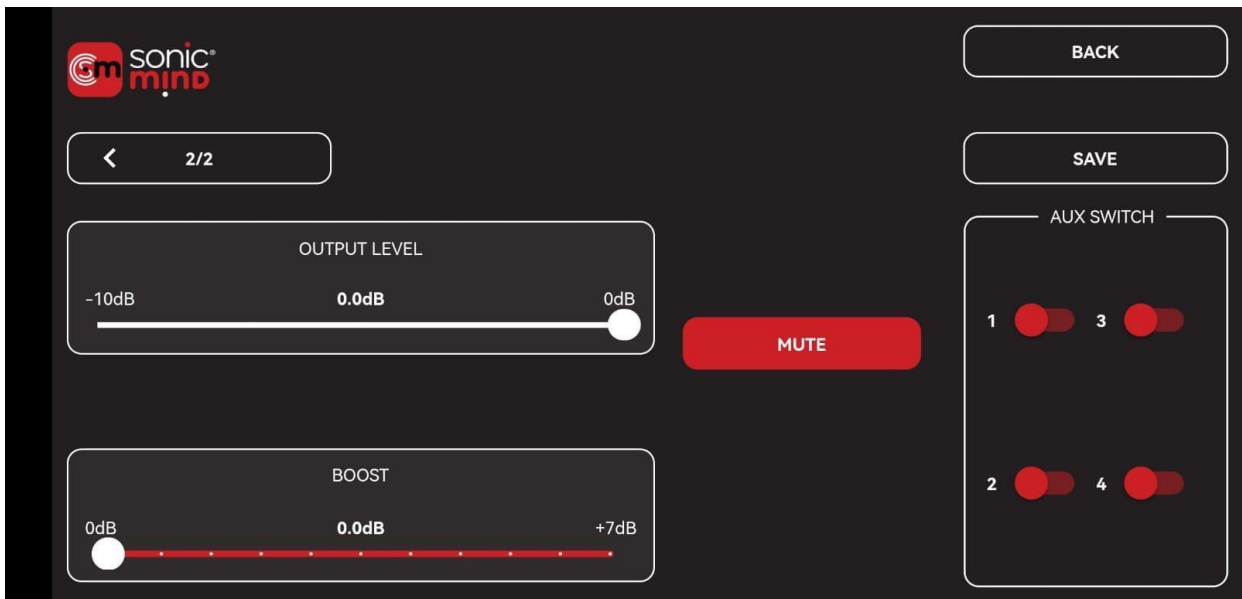 sm sonic®
mind
BACK
2/2
SAVE
OUTPUT LEVEL
-10dB 0.0dB 0dB
MUTE
BOOST
0dB 0.0dB +7dB
AUX SWITCH
1 3
2 4